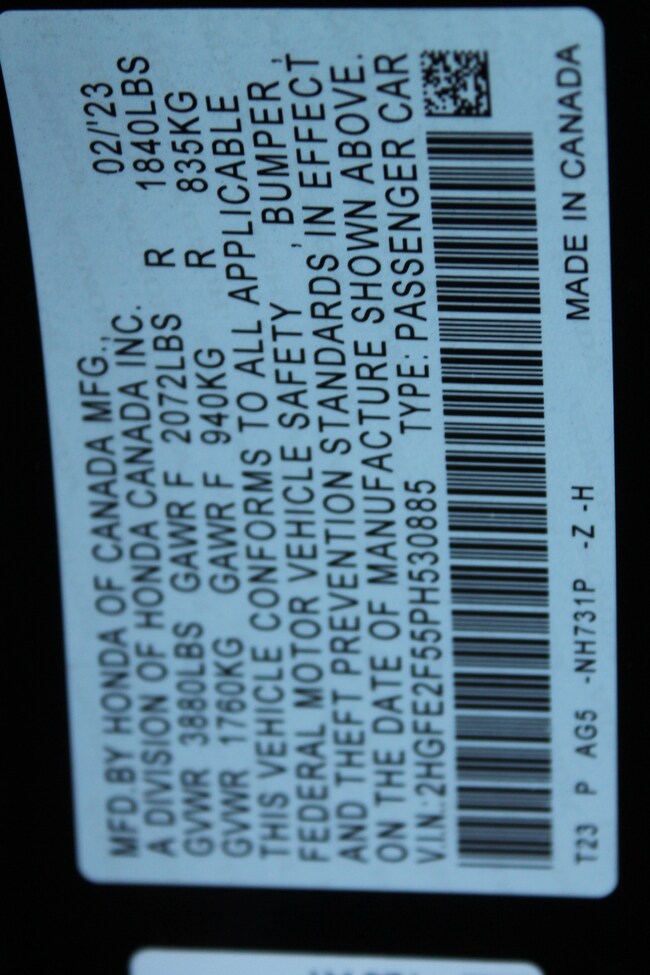 MFD.BY HONDA OF CANADA MFG., 02/'23
A DIVISION OF HONDA CANADA INC.
GVWR 3880LBS GAWR F 2072LBS R 1840LBS
GVWR 1760KG GAWR F 940KG R 835KG
THIS VEHICLE CONFORMS TO ALL APPLICABLE
FEDERAL MOTOR VEHICLE SAFETY , BUMPER ,
AND THEFT PREVENTION STANDARDS IN EFFECT
ON THE DATE OF MANUFACTURE SHOWN ABOVE.
V.I.N.:2HGFE2F55PH530885 TYPE: PASSENGER CAR
T23 P AG5 -NH731P -Z -H MADE IN CANADA